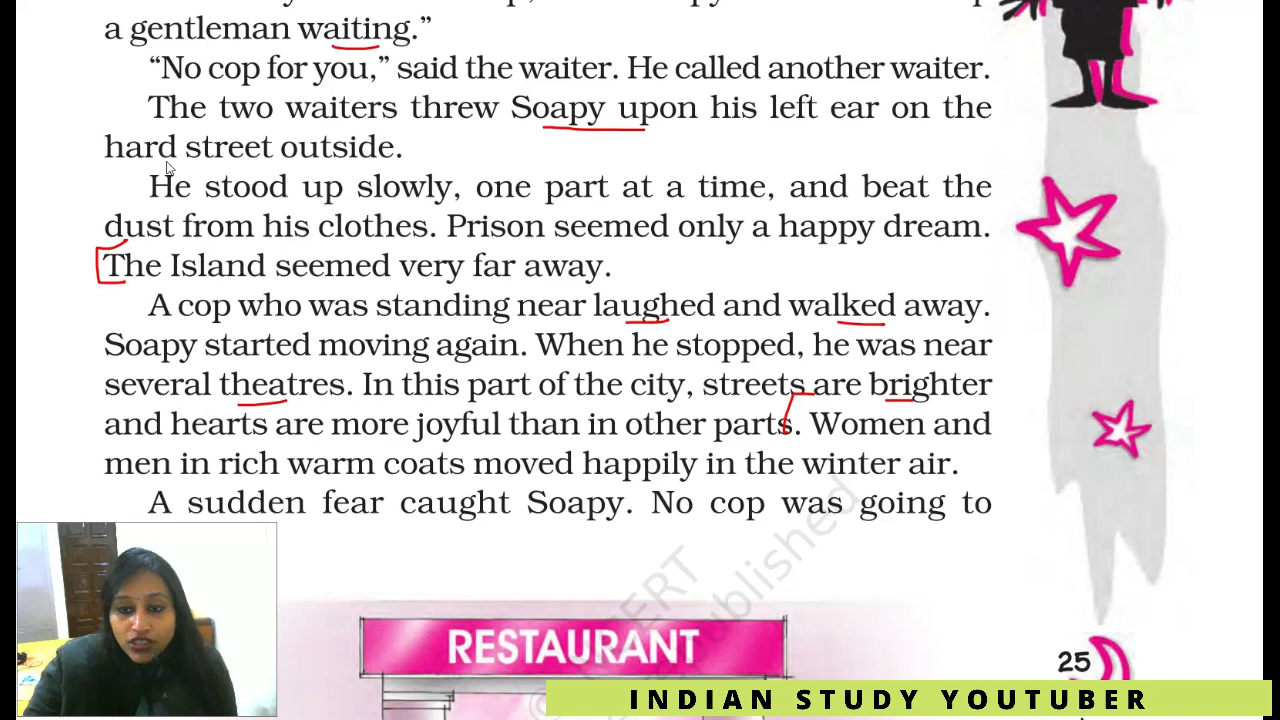 a gentleman waiting.”
“No cop for you,” said the waiter. He called another waiter.
The two waiters threw Soapy upon his left ear on the
hard street outside.
He stood up slowly, one part at a time, and beat the
dust from his clothes. Prison seemed only a happy dream.
The Island seemed very far away.
A cop who was standing near laughed and walked away.
Soapy started moving again. When he stopped, he was near
several theatres. In this part of the city, streets are brighter
and hearts are more joyful than in other parts. Women and
men in rich warm coats moved happily in the winter air.
A sudden fear caught Soapy. No cop was going to
RESTAURANT
25
INDIAN STUDY YOUTUBER